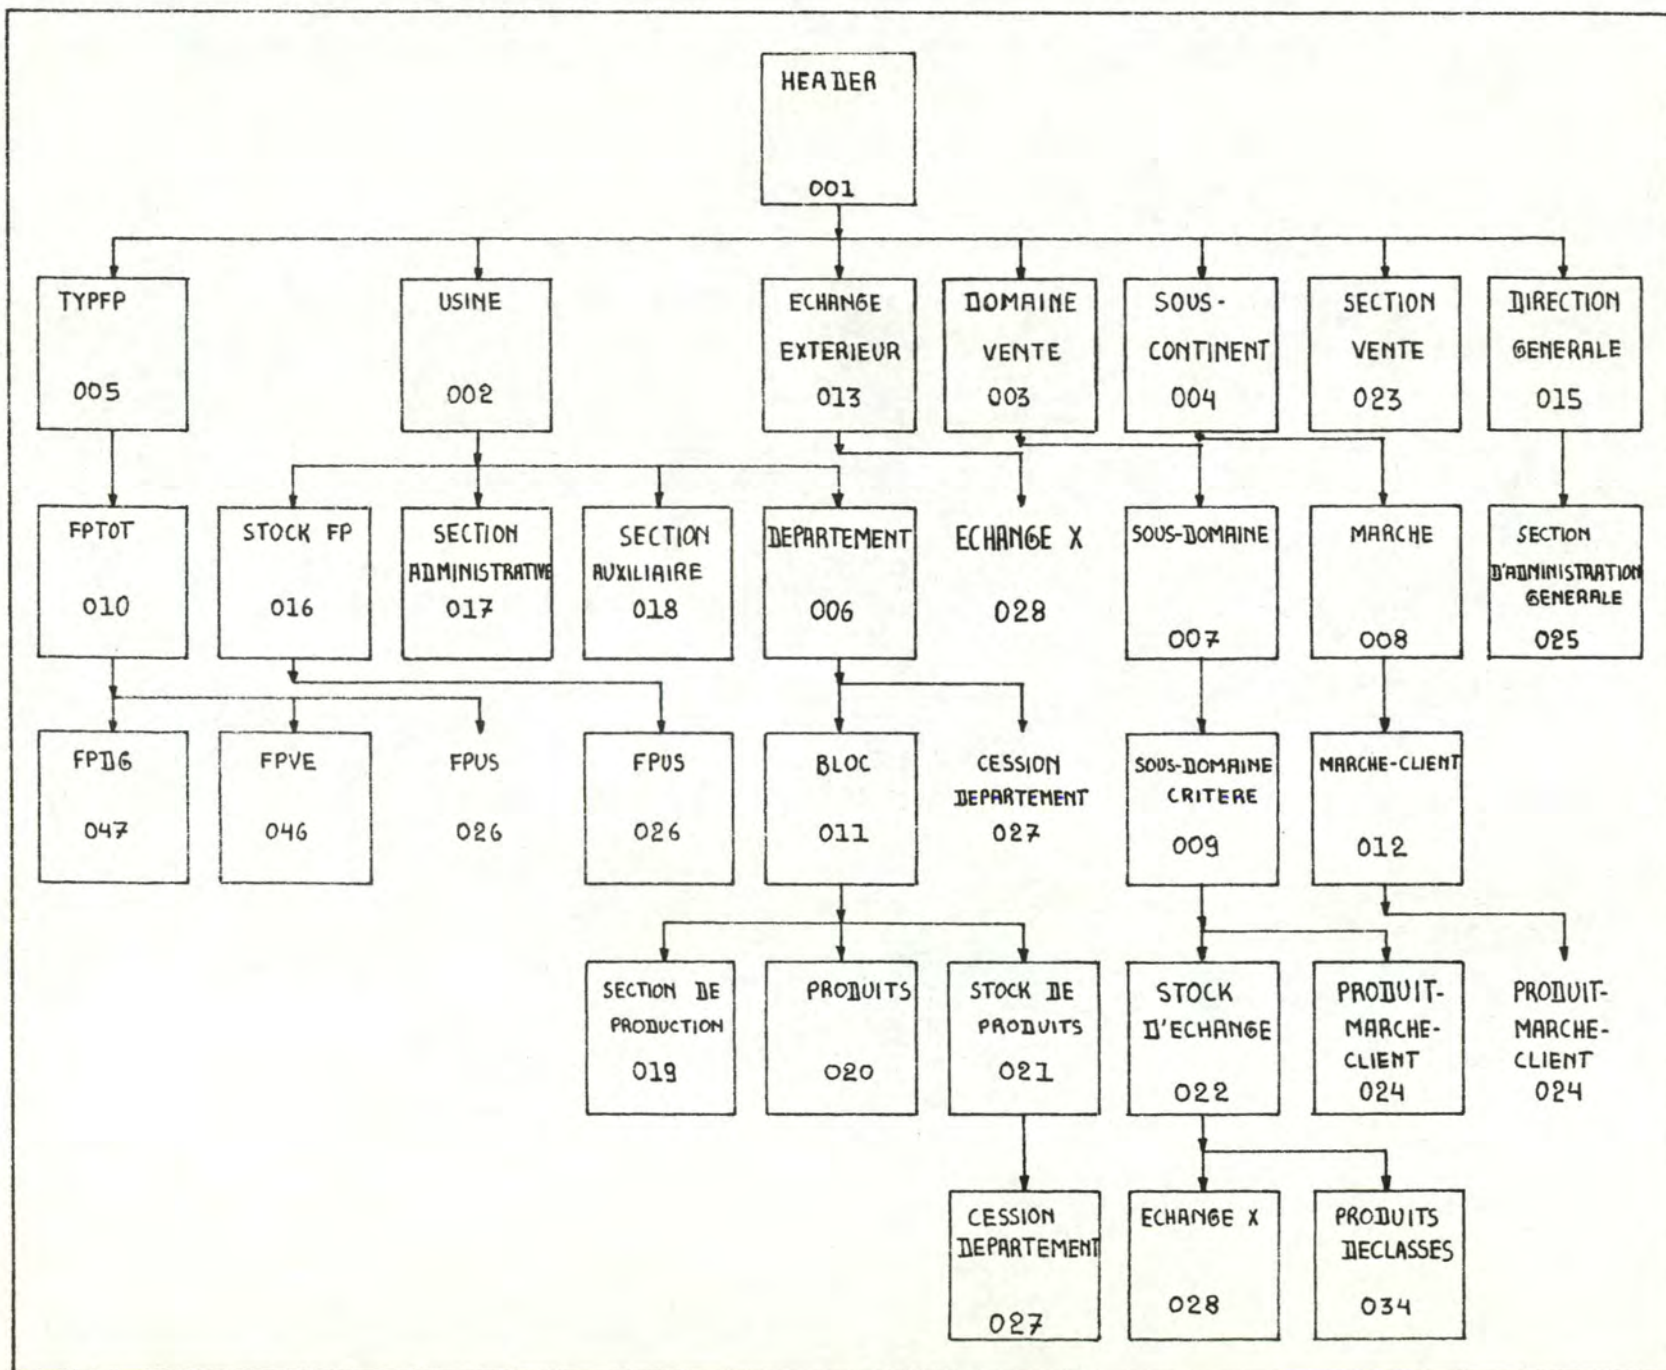 HEADER
001
TYPFP
005
USINE
002
ECHANGE
EXTERIEUR
013
DOMAINE
VENTE
003
SOUS-
CONTINENT
004
SECTION
VENTE
023
DIRECTION
GENERALE
015
FPTOT
010
STOCK FP
016
SECTION
ADMINISTRATIVE
017
SECTION
AUXILIAIRE
018
DEPARTEMENT
006
ECHANGE X
028
SOUS-DOMAINE
007
MARCHE
008
SECTION
D'ADMINISTRATION
GENERALE
025
FPDG
047
FPVE
046
FPUS
026
FPUS
026
BLOC
011
CESSION
DEPARTEMENT
027
SOUS-DOMAINE
CRITERE
009
MARCHE-CLIENT
012
SECTION DE
PRODUCTION
019
PRODUITS
020
STOCK DE
PRODUITS
021
STOCK
D'ECHANGE
022
PRODUIT-
MARCHE-
CLIENT
024
PRODUIT-
MARCHE-
CLIENT
024
CESSION
DEPARTEMENT
027
ECHANGE X
028
PRODUITS
DECLASSES
034